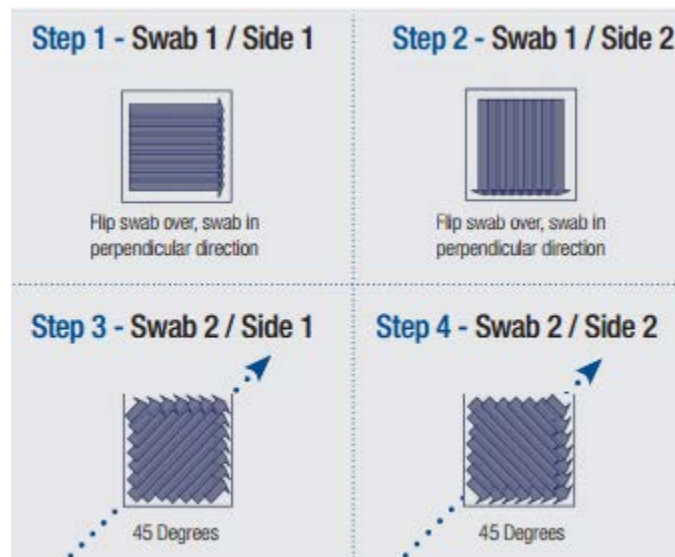 Step 1 - Swab 1 / Side 1
Flip swab over, swab in
perpendicular direction
Step 2 - Swab 1 / Side 2
Flip swab over, swab in
perpendicular direction
Step 3 - Swab 2 / Side 1
45 Degrees
Step 4 - Swab 2 / Side 2
45 Degrees